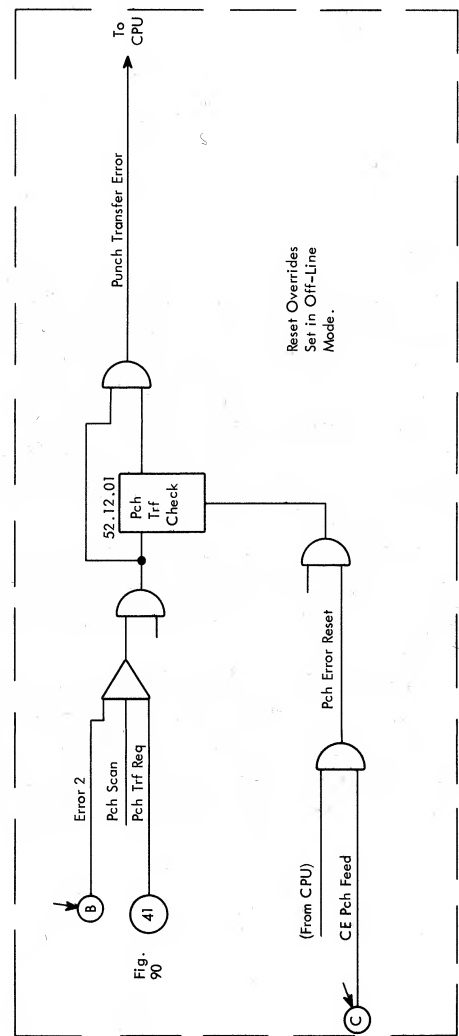 To
CPU
Punch Transfer Error
Reset Overrides
Set in Off-Line
Mode.
52.12.01
Pch
Trf
Check
Pch Error Reset
Error 2
Pch Scan
Pch Trf Req
(From CPU)
CE Pch Feed
B
41
Fig.
90
C